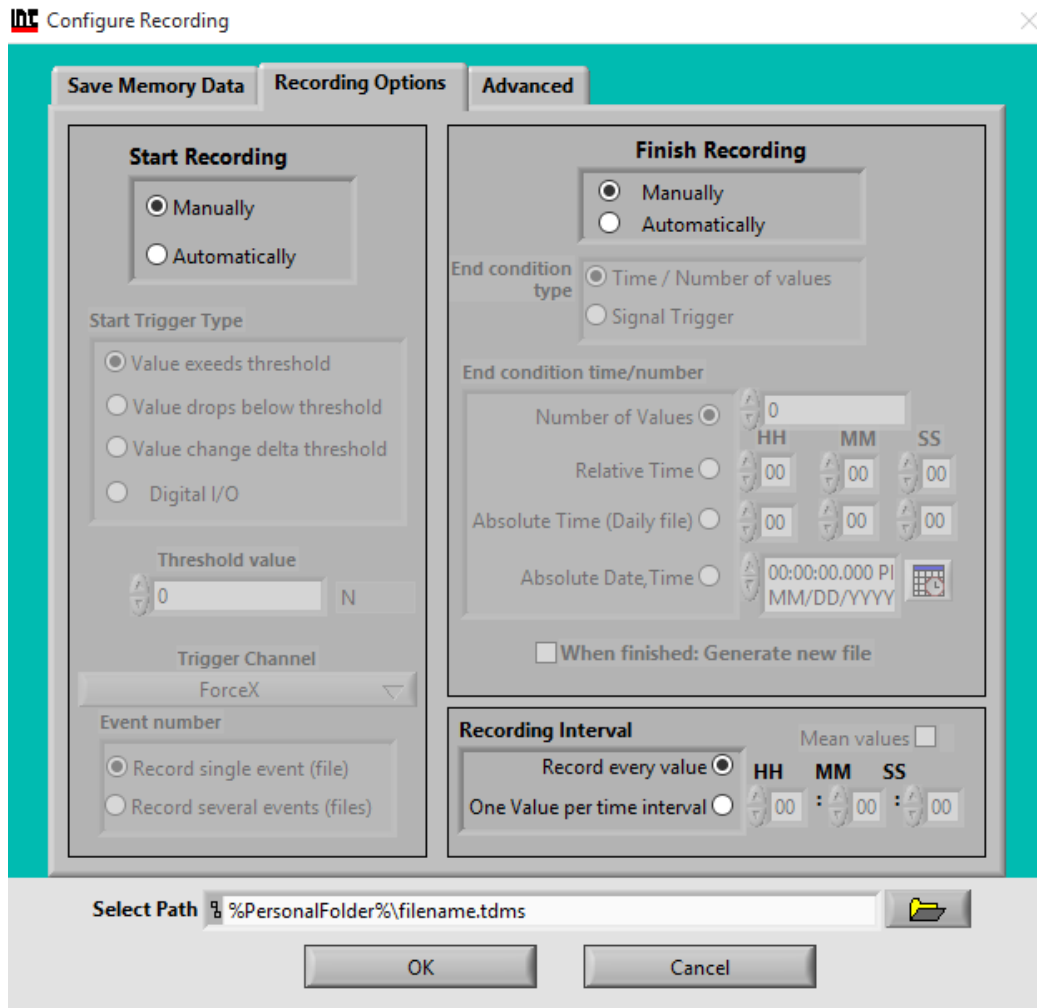 Configure Recording
Save Memory Data
Recording Options
Advanced
Start Recording
Manually
Automatically
Start Trigger Type
Value exeeds threshold
Value drops below threshold
Value change delta threshold
Digital I/O
Threshold value
0
N
Trigger Channel
ForceX
Event number
Record single event (file)
Record several events (files)
Finish Recording
Manually
Automatically
End condition
type
Time / Number of values
Signal Trigger
End condition time/number
Number of Values
0
HH MM SS
Relative Time
00 00 00
Absolute Time (Daily file)
00 00 00
Absolute Date,Time
00:00:00.000 PI
MM/DD/YYYY
When finished: Generate new file
Recording Interval
Mean values
Record every value
HH MM SS
One Value per time interval
00 : 00 : 00
Select Path %PersonalFolder%\filename.tdms
OK
Cancel